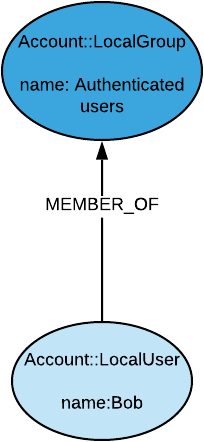 Account::LocalGroup
name: Authenticated
users
MEMBER_OF
Account::LocalUser
name:Bob